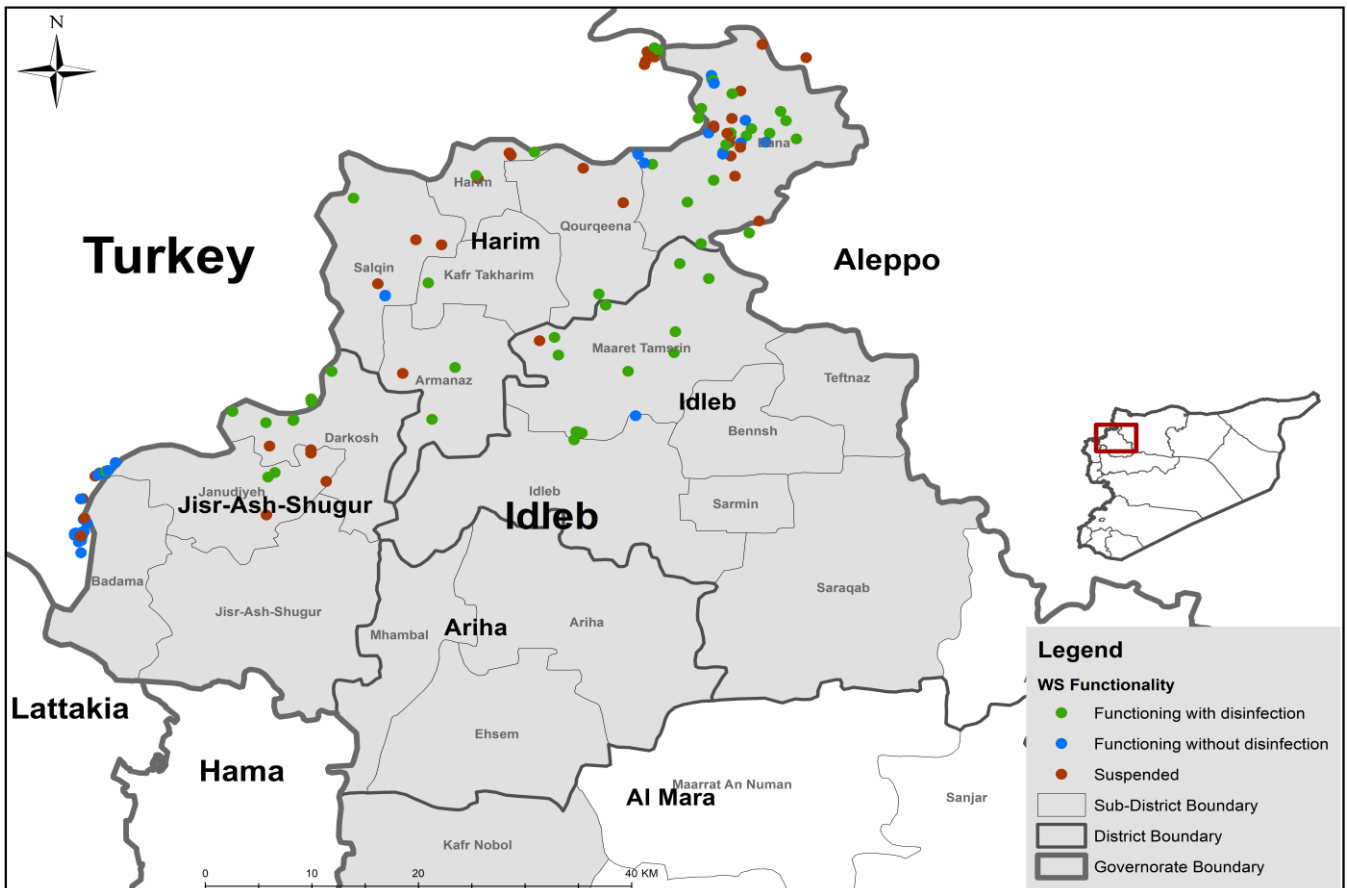 N
Dana
Harim
Turkey
Harim
Qourqeena
Aleppo
Salqin
Kafr Takharim
Maaret Tamsrin
Armanaz
Teftnaz
Idleb
Bennsh
Darkosh
Janudiyeh
Jisr-Ash-Shugur
Idleb
Idleb
Sarmin
Badama
Saraqab
Jisr-Ash-Shugur
Mhambal
Ariha
Ariha
Lattakia
Ehsem
Hama
Maarrat An Numan
Al Mara
Sanjar
Kafr Nobol
0 10 20 40 KM
Legend
WS Functionality
Functioning with disinfection
Functioning without disinfection
Suspended
Sub-District Boundary
District Boundary
Governorate Boundary